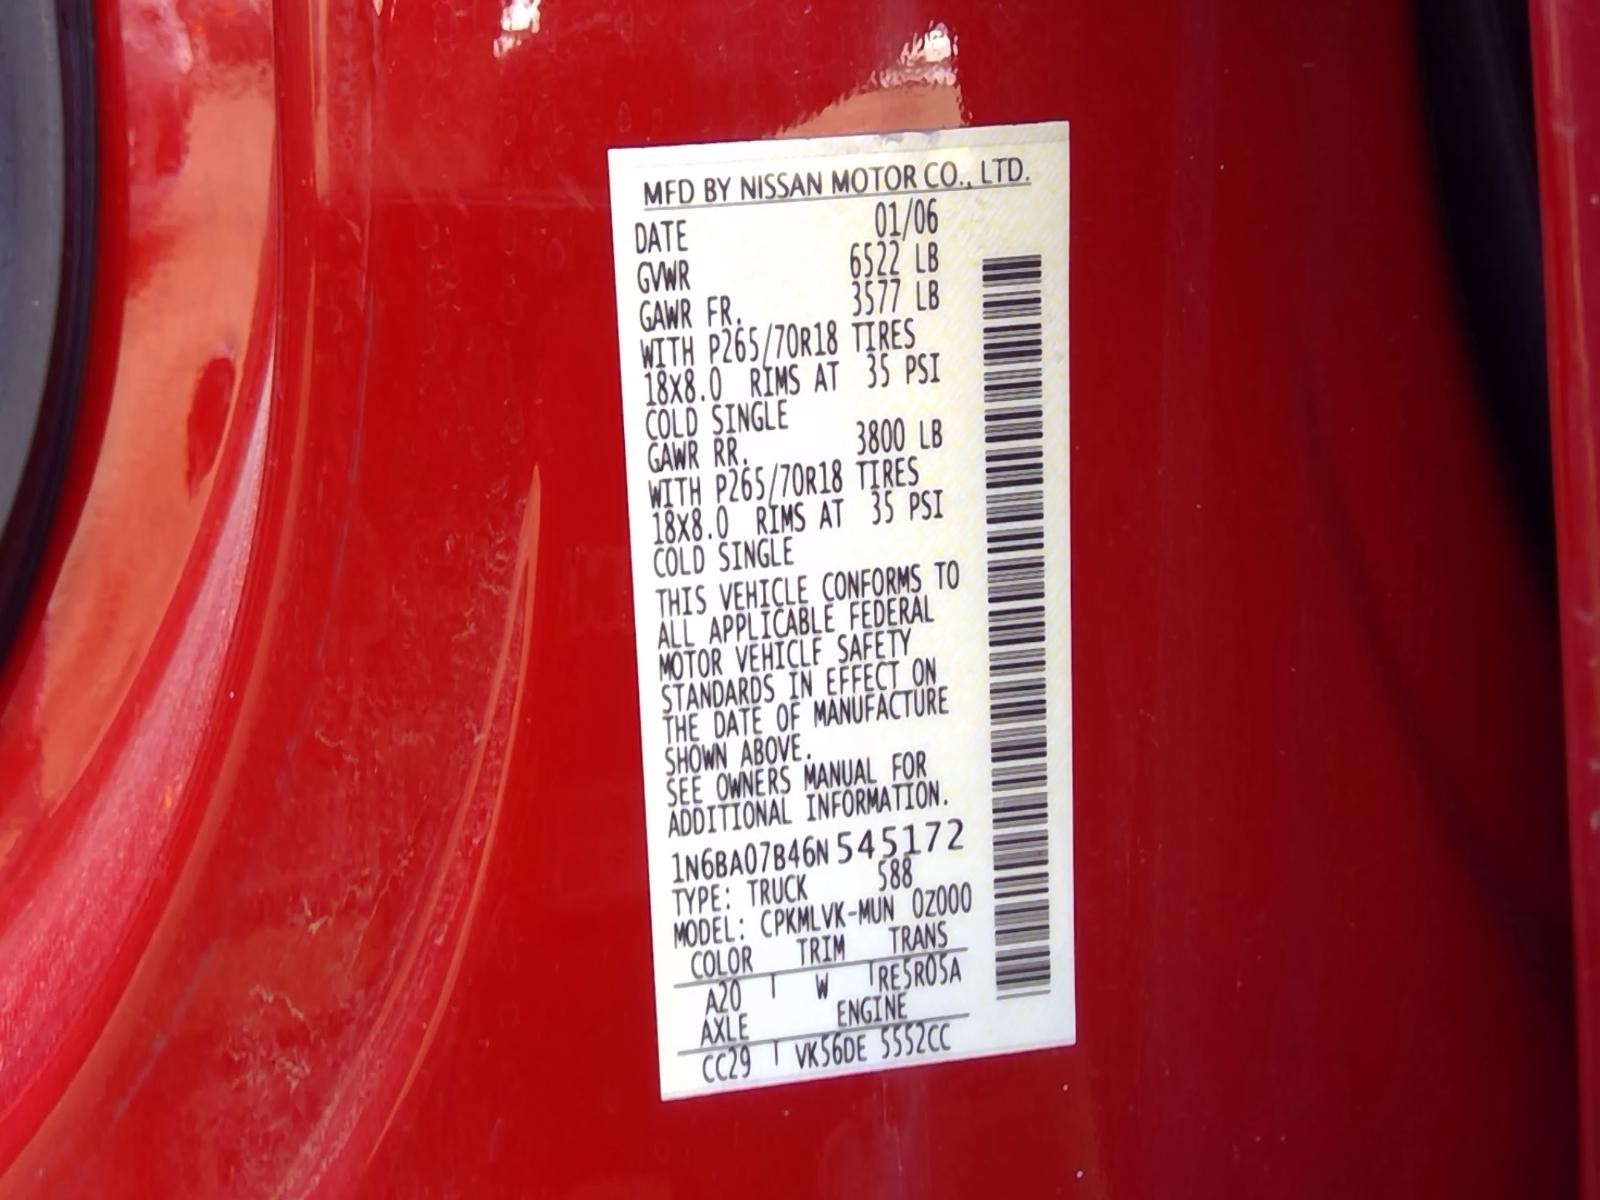 MFD BY NISSAN MOTOR CO., LTD.
DATE 01/06
GVWR 6522 LB
GAWR FR. 3577 LB
WITH P265/70R18 TIRES
18X8.0 RIMS AT 35 PSI
COLD SINGLE
GAWR RR. 3800 LB
WITH P265/70R18 TIRES
18X8.0 RIMS AT 35 PSI
COLD SINGLE
THIS VEHICLE CONFORMS TO
ALL APPLICABLE FEDERAL
MOTOR VEHICLE SAFETY
STANDARDS IN EFFECT ON
THE DATE OF MANUFACTURE
SHOWN ABOVE.
SEE OWNERS MANUAL FOR
ADDITIONAL INFORMATION.
1N6BA07B46N 545172
TYPE: TRUCK 588
MODEL: CPKMLVK-MUN 0Z000
COLOR TRIM TRANS
A20 W RE5R05A
AXLE ENGINE
CC29 VK56DE 5552CC